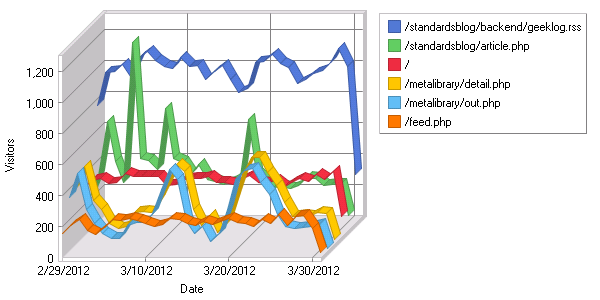 /standardsblog/backend/geeklog.rss
/standardsblog/article.php
/
/metalibrary/detail.php
/metalibrary/out.php
/feed.php
Visitors
1,200
1,000
800
600
400
200
0
2/29/2012 3/10/2012 3/20/2012 3/30/2012
Date